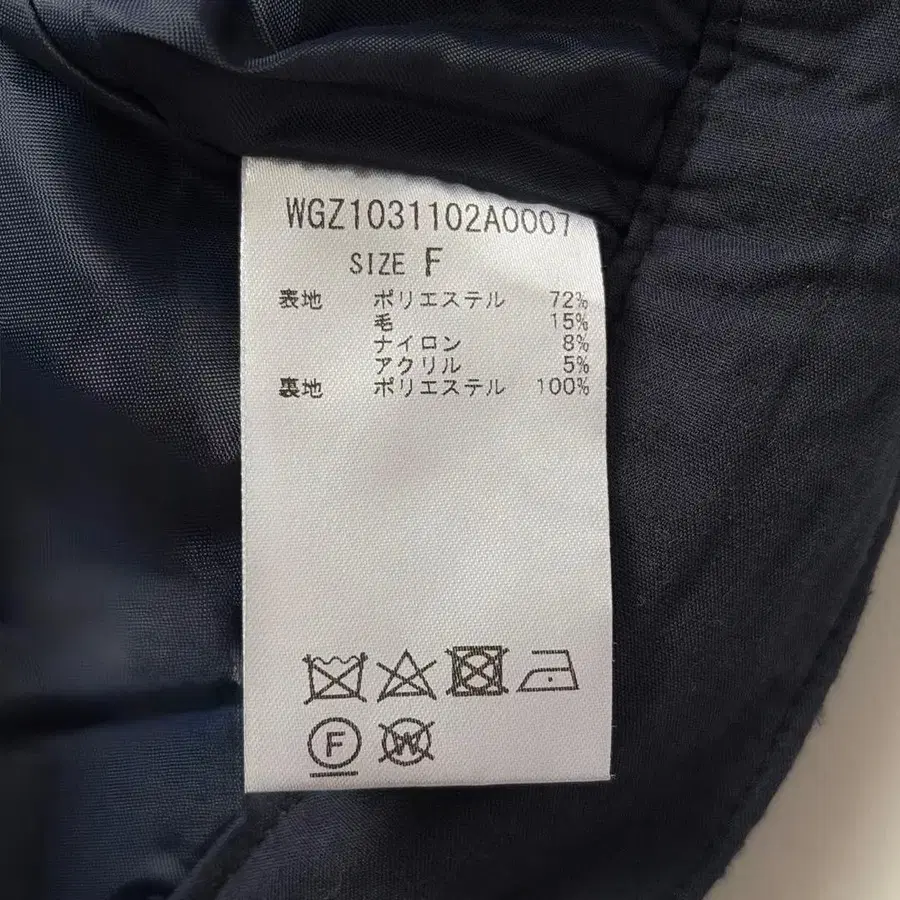 WGZ1031102A0007
SIZE F
表地 ポリエステル 72%
毛 15%
ナイロン 8%
アクリル 5%
裏地 ポリエステル 100%
F W